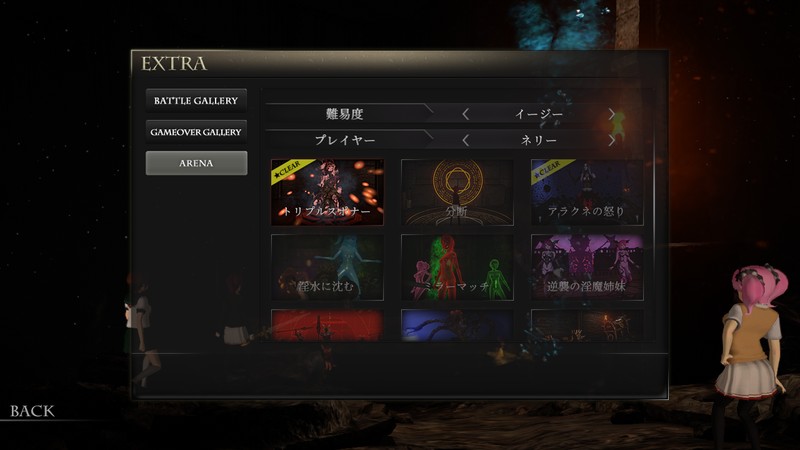 EXTRA
BATTLE GALLERY
GAMEOVER GALLERY
ARENA
難易度
イージー
プレイヤー
ネリー
★CLEAR
トリプルスポナー
分断
★CLEAR
アラクネの怒り
淫水に沈む
ミラーマッチ
逆襲の淫魔姉妹
BACK